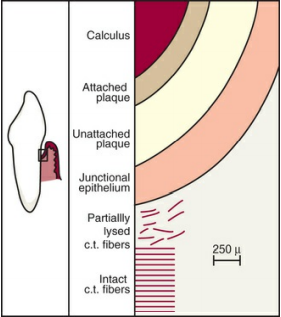 Calculus
Attached
plaque
Unattached
plaque
Junctional
epithelium
Partiallly
lysed
c.t. fibers
250 μ
Intact
c.t. fibers